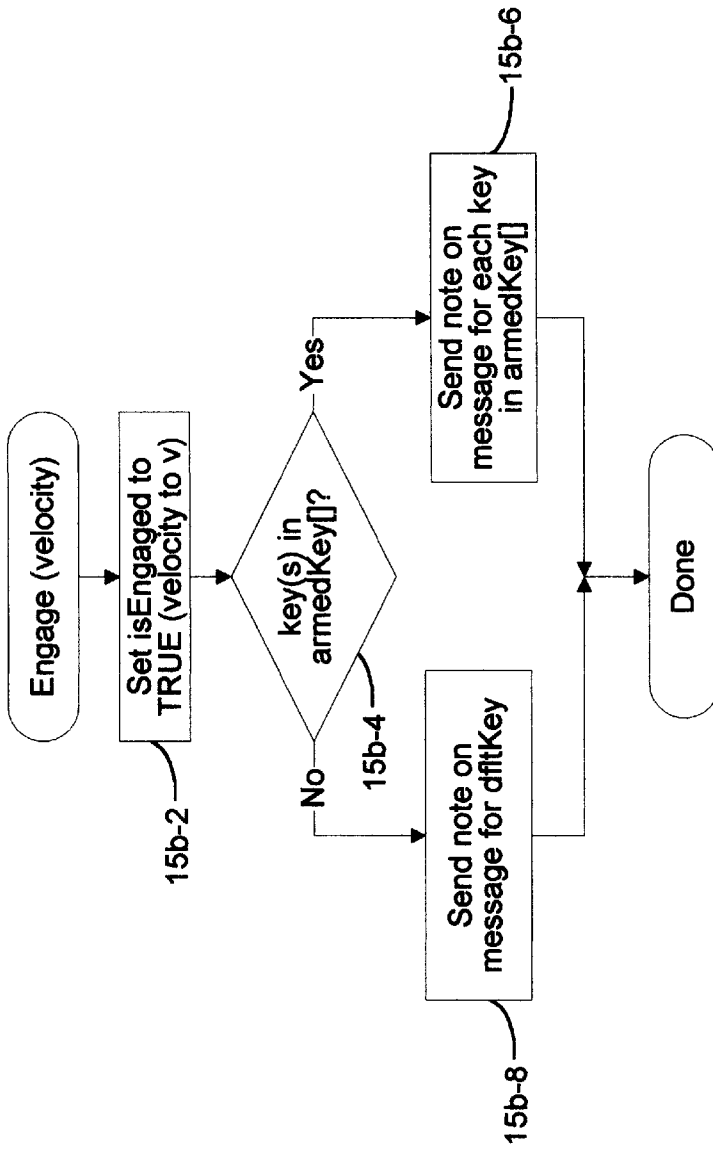 Engage (velocity)
Set isEngaged to
TRUE (velocity to v)
15b-2
key(s) in
armedKey[]?
15b-4
No
Yes
Send note on
message for dfltKey
15b-8
Send note on
message for each key
in armedKey[]
15b-6
Done